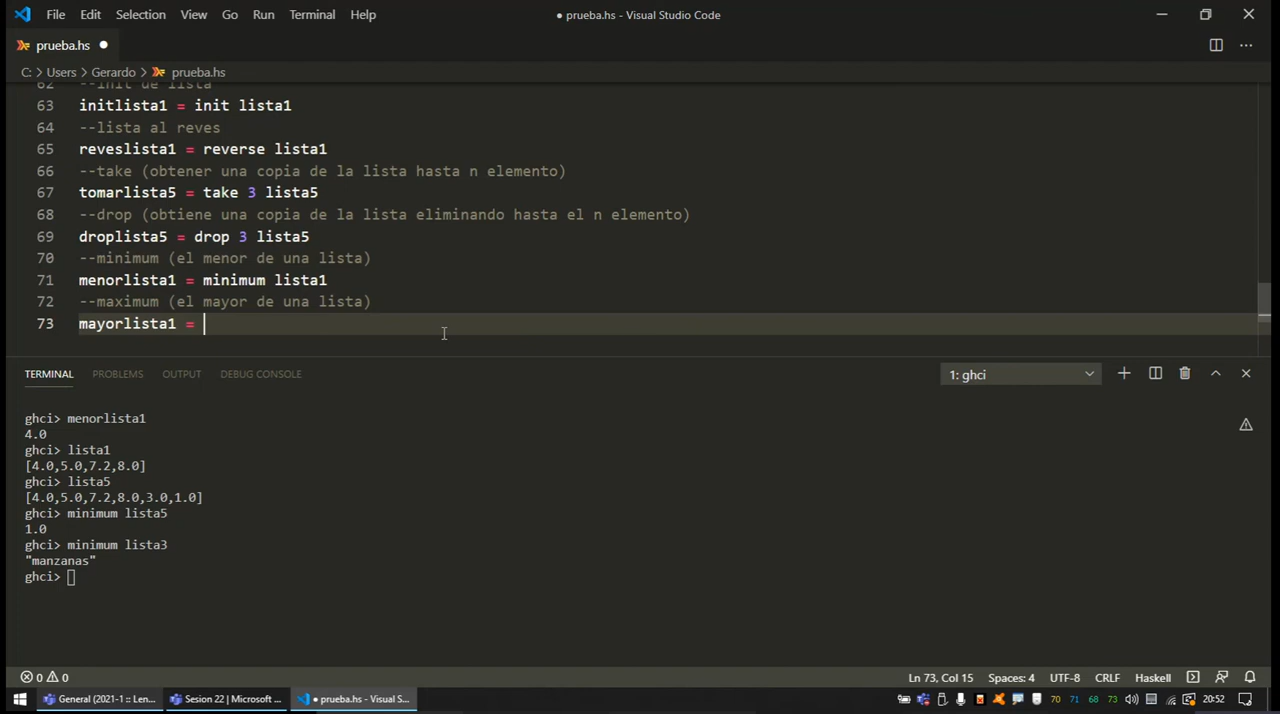 File Edit Selection View Go Run Terminal Help ● prueba.hs - Visual Studio Code
prueba.hs ●
C: > Users > Gerardo > prueba.hs
62 --init de lista
63 initlista1 = init lista1
64 --lista al reves
65 reveslista1 = reverse lista1
66 --take (obtener una copia de la lista hasta n elemento)
67 tomarlista5 = take 3 lista5
68 --drop (obtiene una copia de la lista eliminando hasta el n elemento)
69 droplista5 = drop 3 lista5
70 --minimum (el menor de una lista)
71 menorlista1 = minimum lista1
72 --maximum (el mayor de una lista)
73 mayorlista1 =
TERMINAL PROBLEMS OUTPUT DEBUG CONSOLE 1: ghci
ghci> menorlista1
4.0
ghci> lista1
[4.0,5.0,7.2,8.0]
ghci> lista5
[4.0,5.0,7.2,8.0,3.0,1.0]
ghci> minimum lista5
1.0
ghci> minimum lista3
"manzanas"
ghci>
0 0 Ln 73, Col 15 Spaces: 4 UTF-8 CRLF Haskell
General (2021-1 :: Len... Sesion 22 | Microsoft ... ● prueba.hs - Visual S... 70 71 68 73 20:52